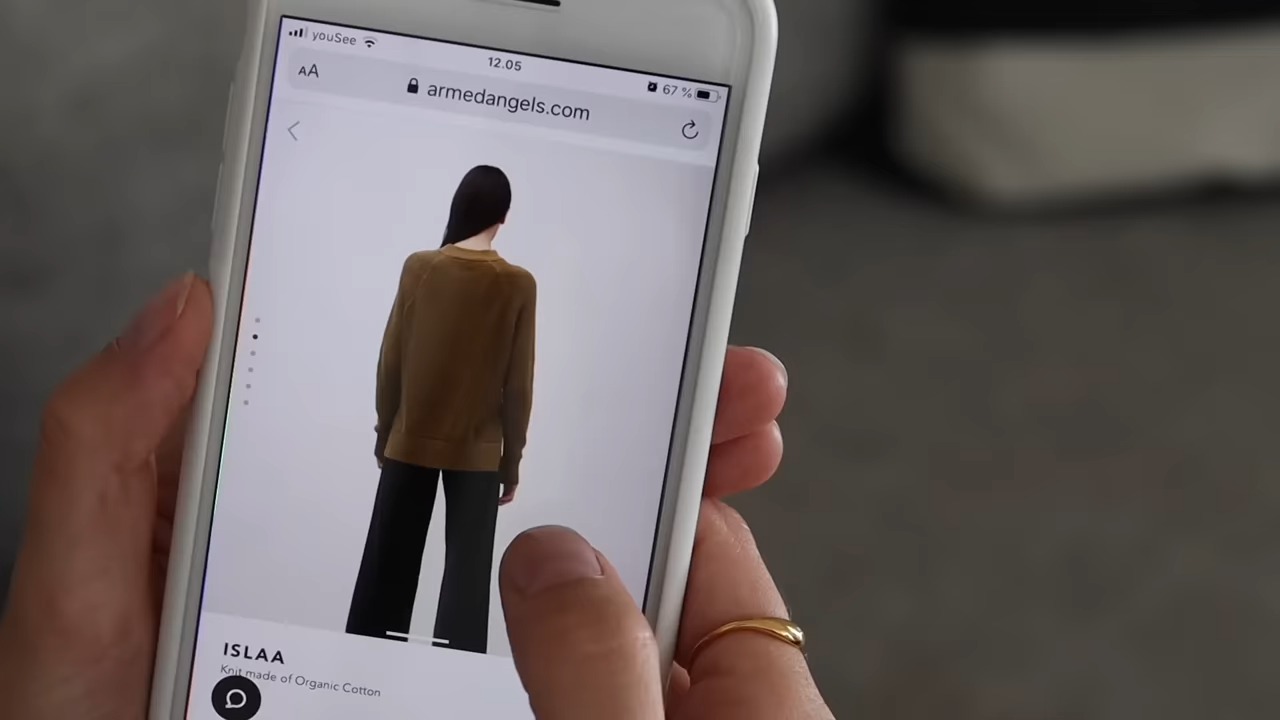 youSee
12.05
67 %
AA
armedangels.com
ISLAA
Knit made of Organic Cotton